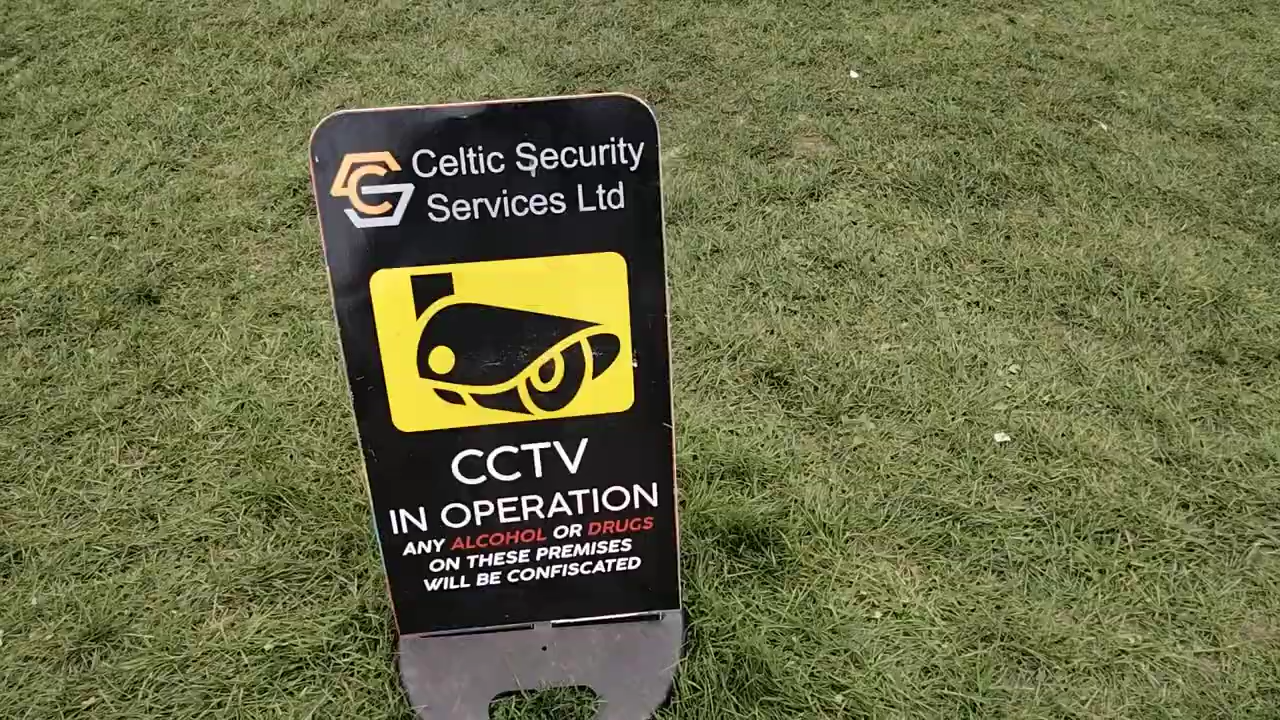 Celtic Security
Services Ltd
CCTV
IN OPERATION
ANY ALCOHOL OR DRUGS
ON THESE PREMISES
WILL BE CONFISCATED